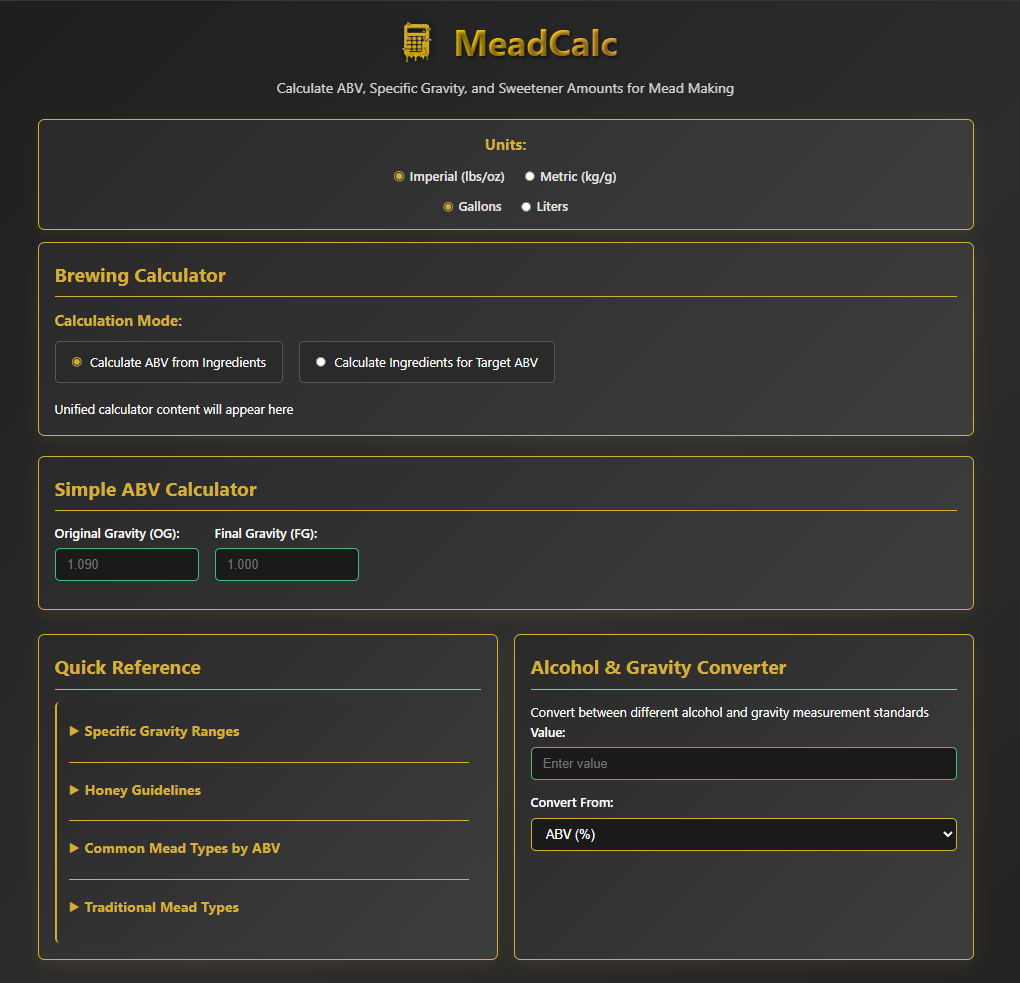 MeadCalc
Calculate ABV, Specific Gravity, and Sweetener Amounts for Mead Making
Units:
Imperial (lbs/oz) Metric (kg/g)
Gallons Liters
Brewing Calculator
Calculation Mode:
Calculate ABV from Ingredients Calculate Ingredients for Target ABV
Unified calculator content will appear here
Simple ABV Calculator
Original Gravity (OG): Final Gravity (FG):
1.090 1.000
Quick Reference
Specific Gravity Ranges
Honey Guidelines
Common Mead Types by ABV
Traditional Mead Types
Alcohol & Gravity Converter
Convert between different alcohol and gravity measurement standards
Value:
Enter value
Convert From:
ABV (%)